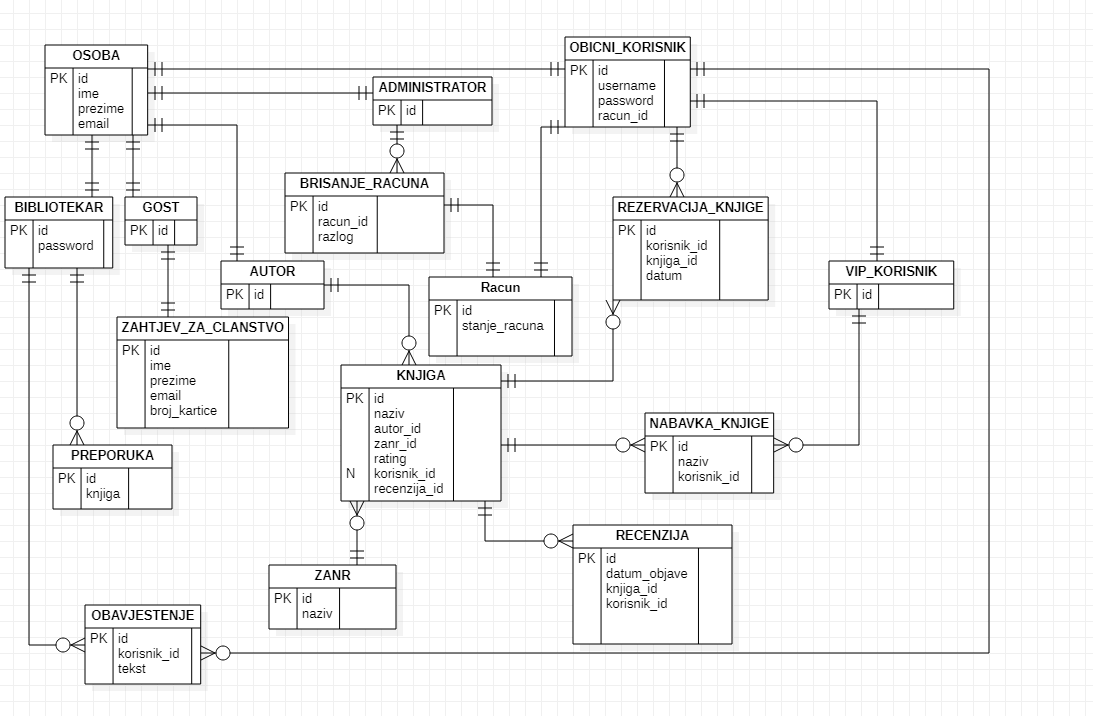 OSOBA
PK id
ime
prezime
email
ADMINISTRATOR
PK id
OBICNI_KORISNIK
PK id
username
password
racun_id
BIBLIOTEKAR
PK id
password
GOST
PK id
BRISANJE_RACUNA
PK id
racun_id
razlog
REZERVACIJA_KNJIGE
PK id
korisnik_id
knjiga_id
datum
AUTOR
PK id
Racun
PK id
stanje_racuna
VIP_KORISNIK
PK id
ZAHTJEV_ZA_CLANSTVO
PK id
ime
prezime
email
broj_kartice
KNJIGA
PK id
naziv
autor_id
zanr_id
rating
N korisnik_id
recenzija_id
NABAVKA_KNJIGE
PK id
naziv
korisnik_id
PREPORUKA
PK id
knjiga
RECENZIJA
PK id
datum_objave
knjiga_id
korisnik_id
ZANR
PK id
naziv
OBAVJESTENJE
PK id
korisnik_id
tekst